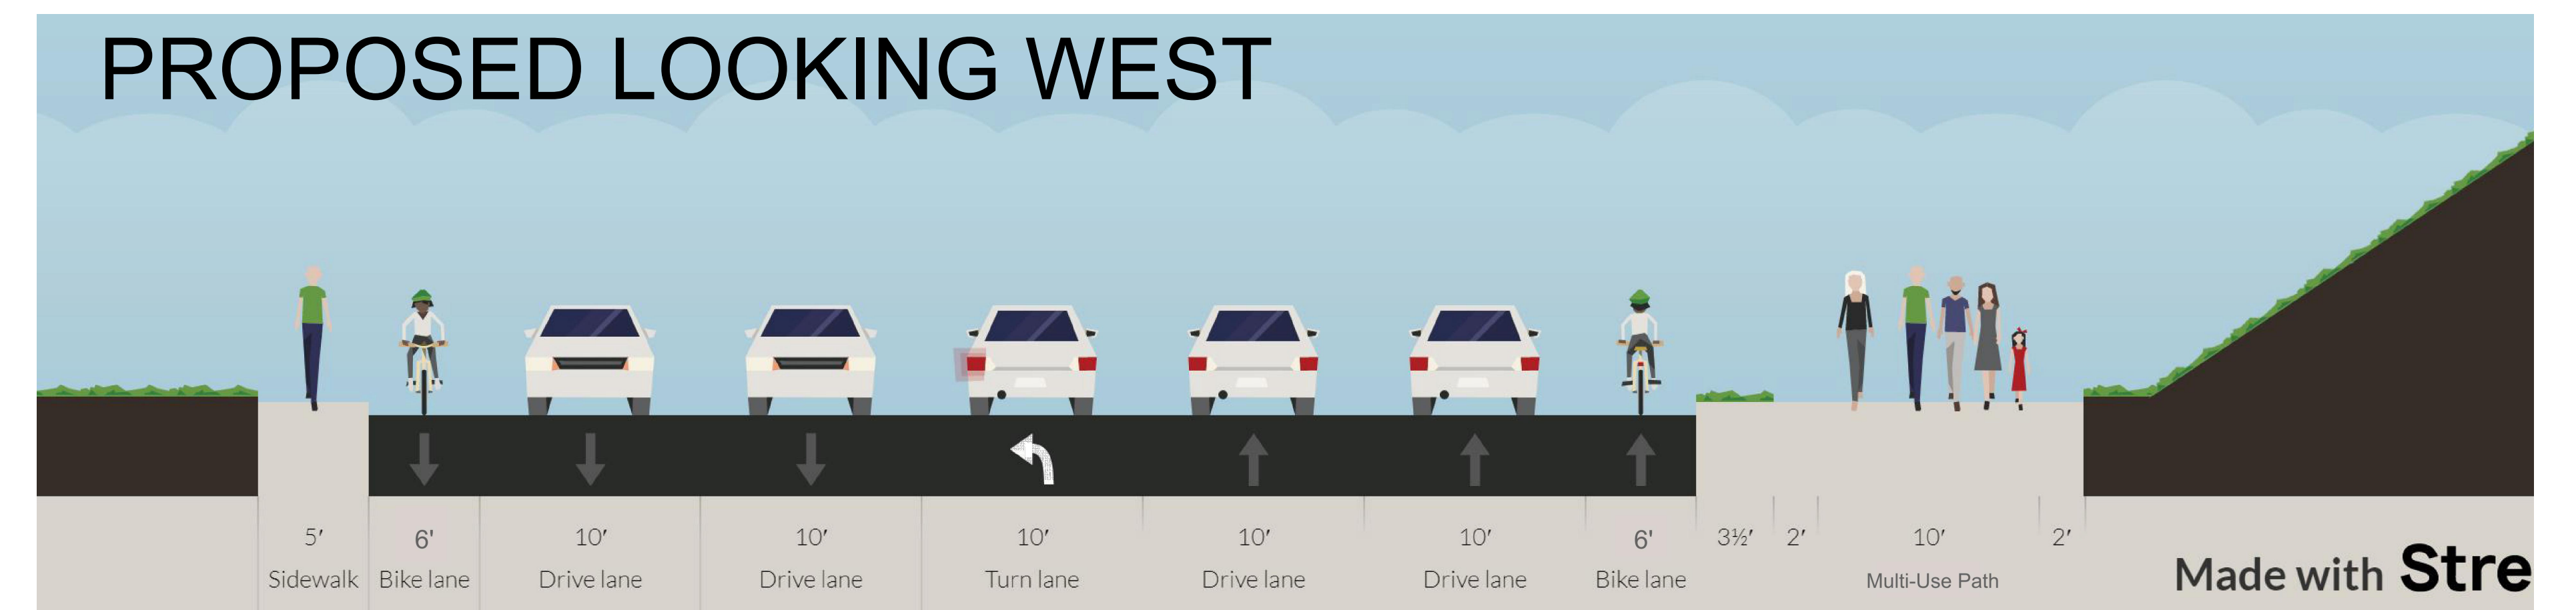 PROPOSED LOOKING WEST
5′ 6' 10′ 10′ 10′ 10′ 10′ 6' 3½′ 2′ 10′ 2′
Sidewalk Bike lane Drive lane Drive lane Turn lane Drive lane Drive lane Bike lane Multi-Use Path
Made with Stre